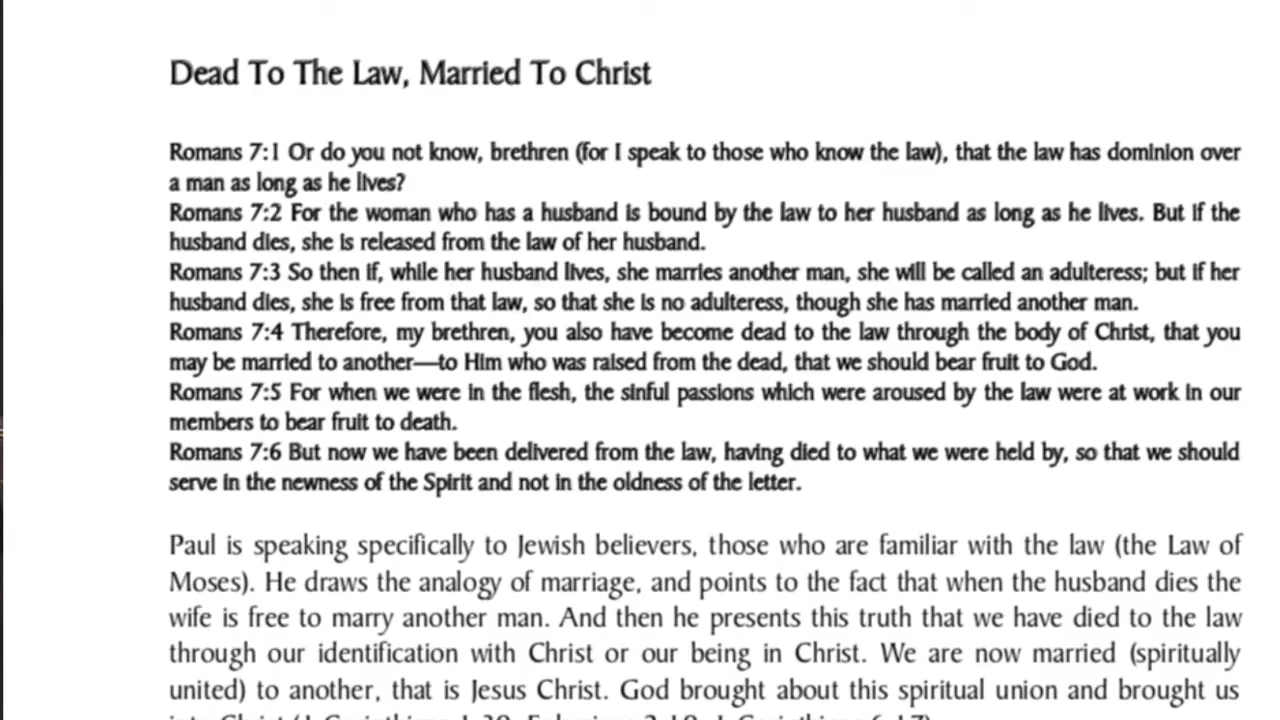 Dead To The Law, Married To Christ
Romans 7:1 Or do you not know, brethren (for I speak to those who know the law), that the law has dominion over
a man as long as he lives?
Romans 7:2 For the woman who has a husband is bound by the law to her husband as long as he lives. But if the
husband dies, she is released from the law of her husband.
Romans 7:3 So then if, while her husband lives, she marries another man, she will be called an adulteress; but if her
husband dies, she is free from that law, so that she is no adulteress, though she has married another man.
Romans 7:4 Therefore, my brethren, you also have become dead to the law through the body of Christ, that you
may be married to another—to Him who was raised from the dead, that we should bear fruit to God.
Romans 7:5 For when we were in the flesh, the sinful passions which were aroused by the law were at work in our
members to bear fruit to death.
Romans 7:6 But now we have been delivered from the law, having died to what we were held by, so that we should
serve in the newness of the Spirit and not in the oldness of the letter.
Paul is speaking specifically to Jewish believers, those who are familiar with the law (the Law of
Moses). He draws the analogy of marriage, and points to the fact that when the husband dies the
wife is free to marry another man. And then he presents this truth that we have died to the law
through our identification with Christ or our being in Christ. We are now married (spiritually
united) to another, that is Jesus Christ. God brought about this spiritual union and brought us